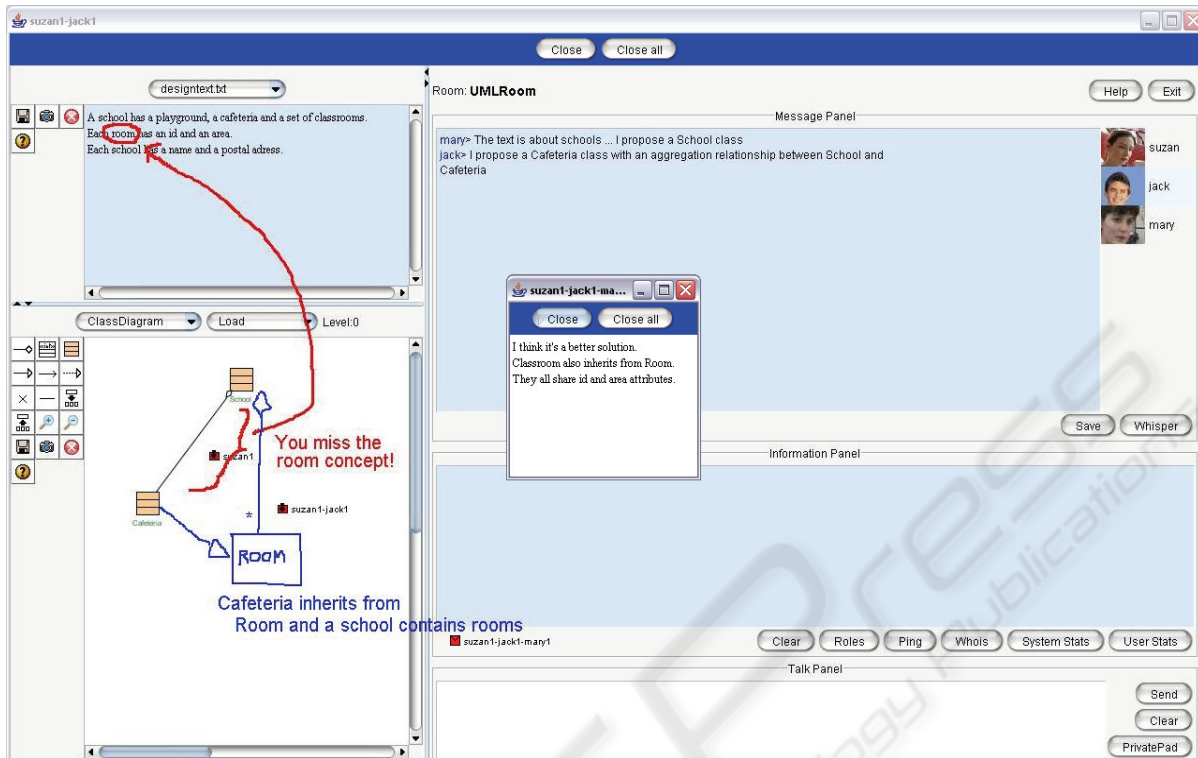 suzan1-jack1
Close Close all
designtext.txt
A school has a playground, a cafeteria and a set of classrooms.
Each room has an id and an area.
Each school has a name and a postal adress.
ClassDiagram Load Level:0
School
suzan1
You miss the
room concept!
Cafeteria
*
suzan1-jack1
ROOM
Cafeteria inherits from
Room and a school contains rooms
Room: UMLRoom
Help Exit
Message Panel
mary> The text is about schools ... I propose a School class
jack> I propose a Cafeteria class with an aggregation relationship between School and
Cafeteria
suzan
jack
mary
suzan1-jack1-ma...
Close Close all
I think it's a better solution.
Classroom also inherits from Room.
They all share id and area attributes.
Save Whisper
Information Panel
suzan1-jack1-mary1
Clear Roles Ping Whois System Stats User Stats
Talk Panel
Send
Clear
PrivatePad